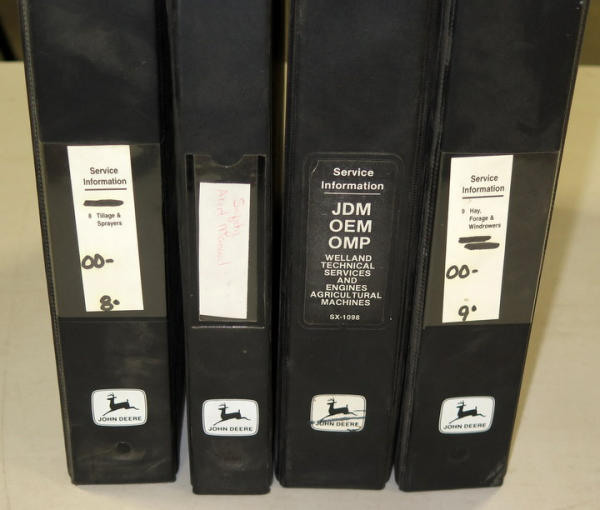 Service
Information
8 Tillage &
Sprayers
00-
8.
JOHN DEERE
Manual
JOHN DEERE
Service
Information
JDM
OEM
OMP
WELLAND
TECHNICAL
SERVICES
AND
ENGINES
AGRICULTURAL
MACHINES
SX-1098
JOHN DEERE
Service
Information
9 Hay,
Forage &
Windrowers
00-
9.
JOHN DEERE